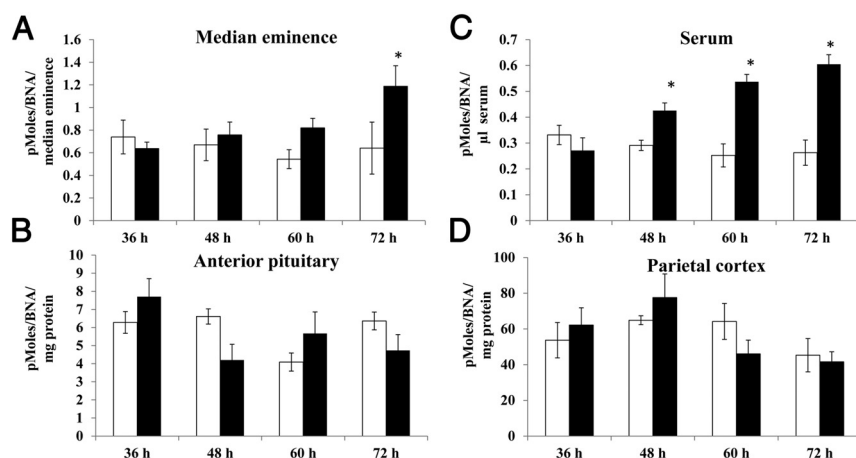 A
Median eminence
pMoles/BNA/
median eminence
1.6
1.4
1.2
1
0.8
0.6
0.4
0.2
0
*
36 h 48 h 60 h 72 h
C
Serum
pMoles/BNA/
µl serum
0.7
0.6
0.5
0.4
0.3
0.2
0.1
0
* * *
36 h 48 h 60 h 72 h
B
Anterior pituitary
pMoles/BNA/
mg protein
10
9
8
7
6
5
4
3
2
1
0
36 h 48 h 60 h 72 h
D
Parietal cortex
pMoles/BNA/
mg protein
100
80
60
40
20
0
36 h 48 h 60 h 72 h